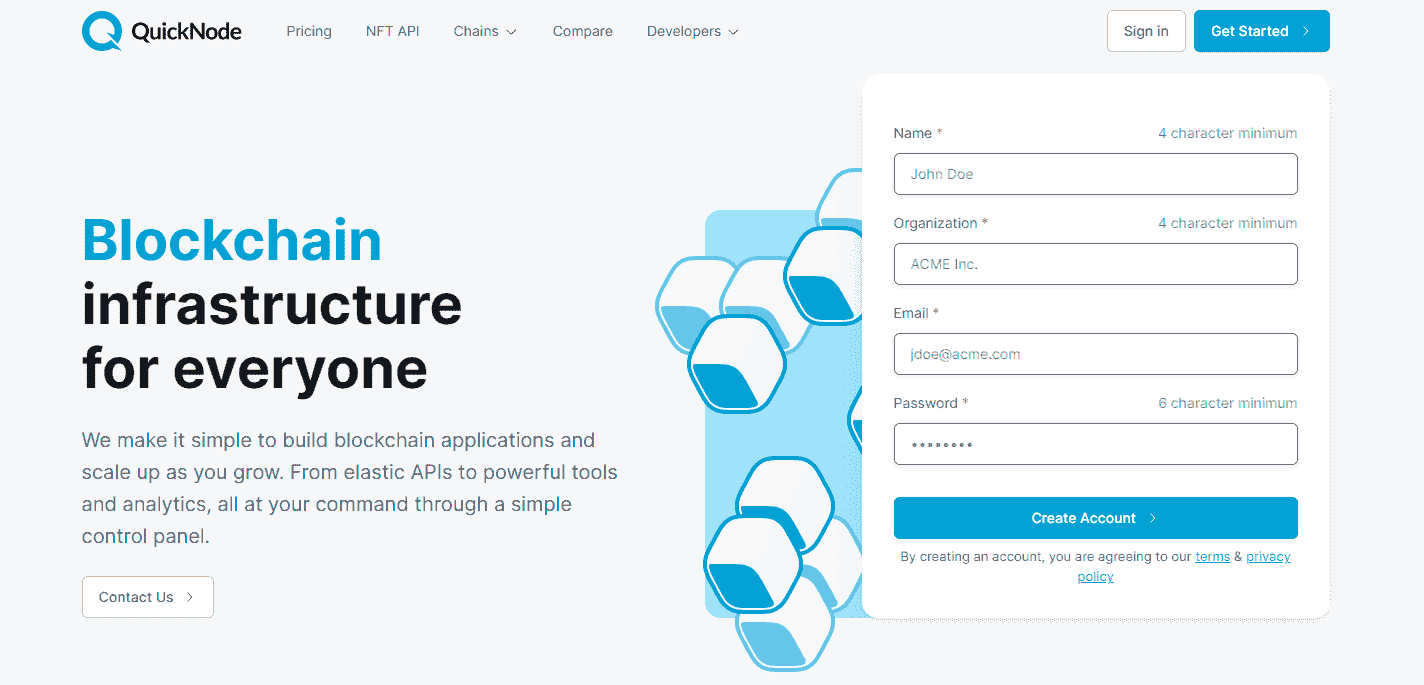 QuickNode
Pricing
NFT API
Chains
Compare
Developers
Sign in
Get Started
Blockchain
infrastructure
for everyone
We make it simple to build blockchain applications and
scale up as you grow. From elastic APIs to powerful tools
and analytics, all at your command through a simple
control panel.
Contact Us
Name *
4 character minimum
John Doe
Organization *
4 character minimum
ACME Inc.
Email *
jdoe@acme.com
Password *
6 character minimum
Create Account
By creating an account, you are agreeing to our terms & privacy
policy